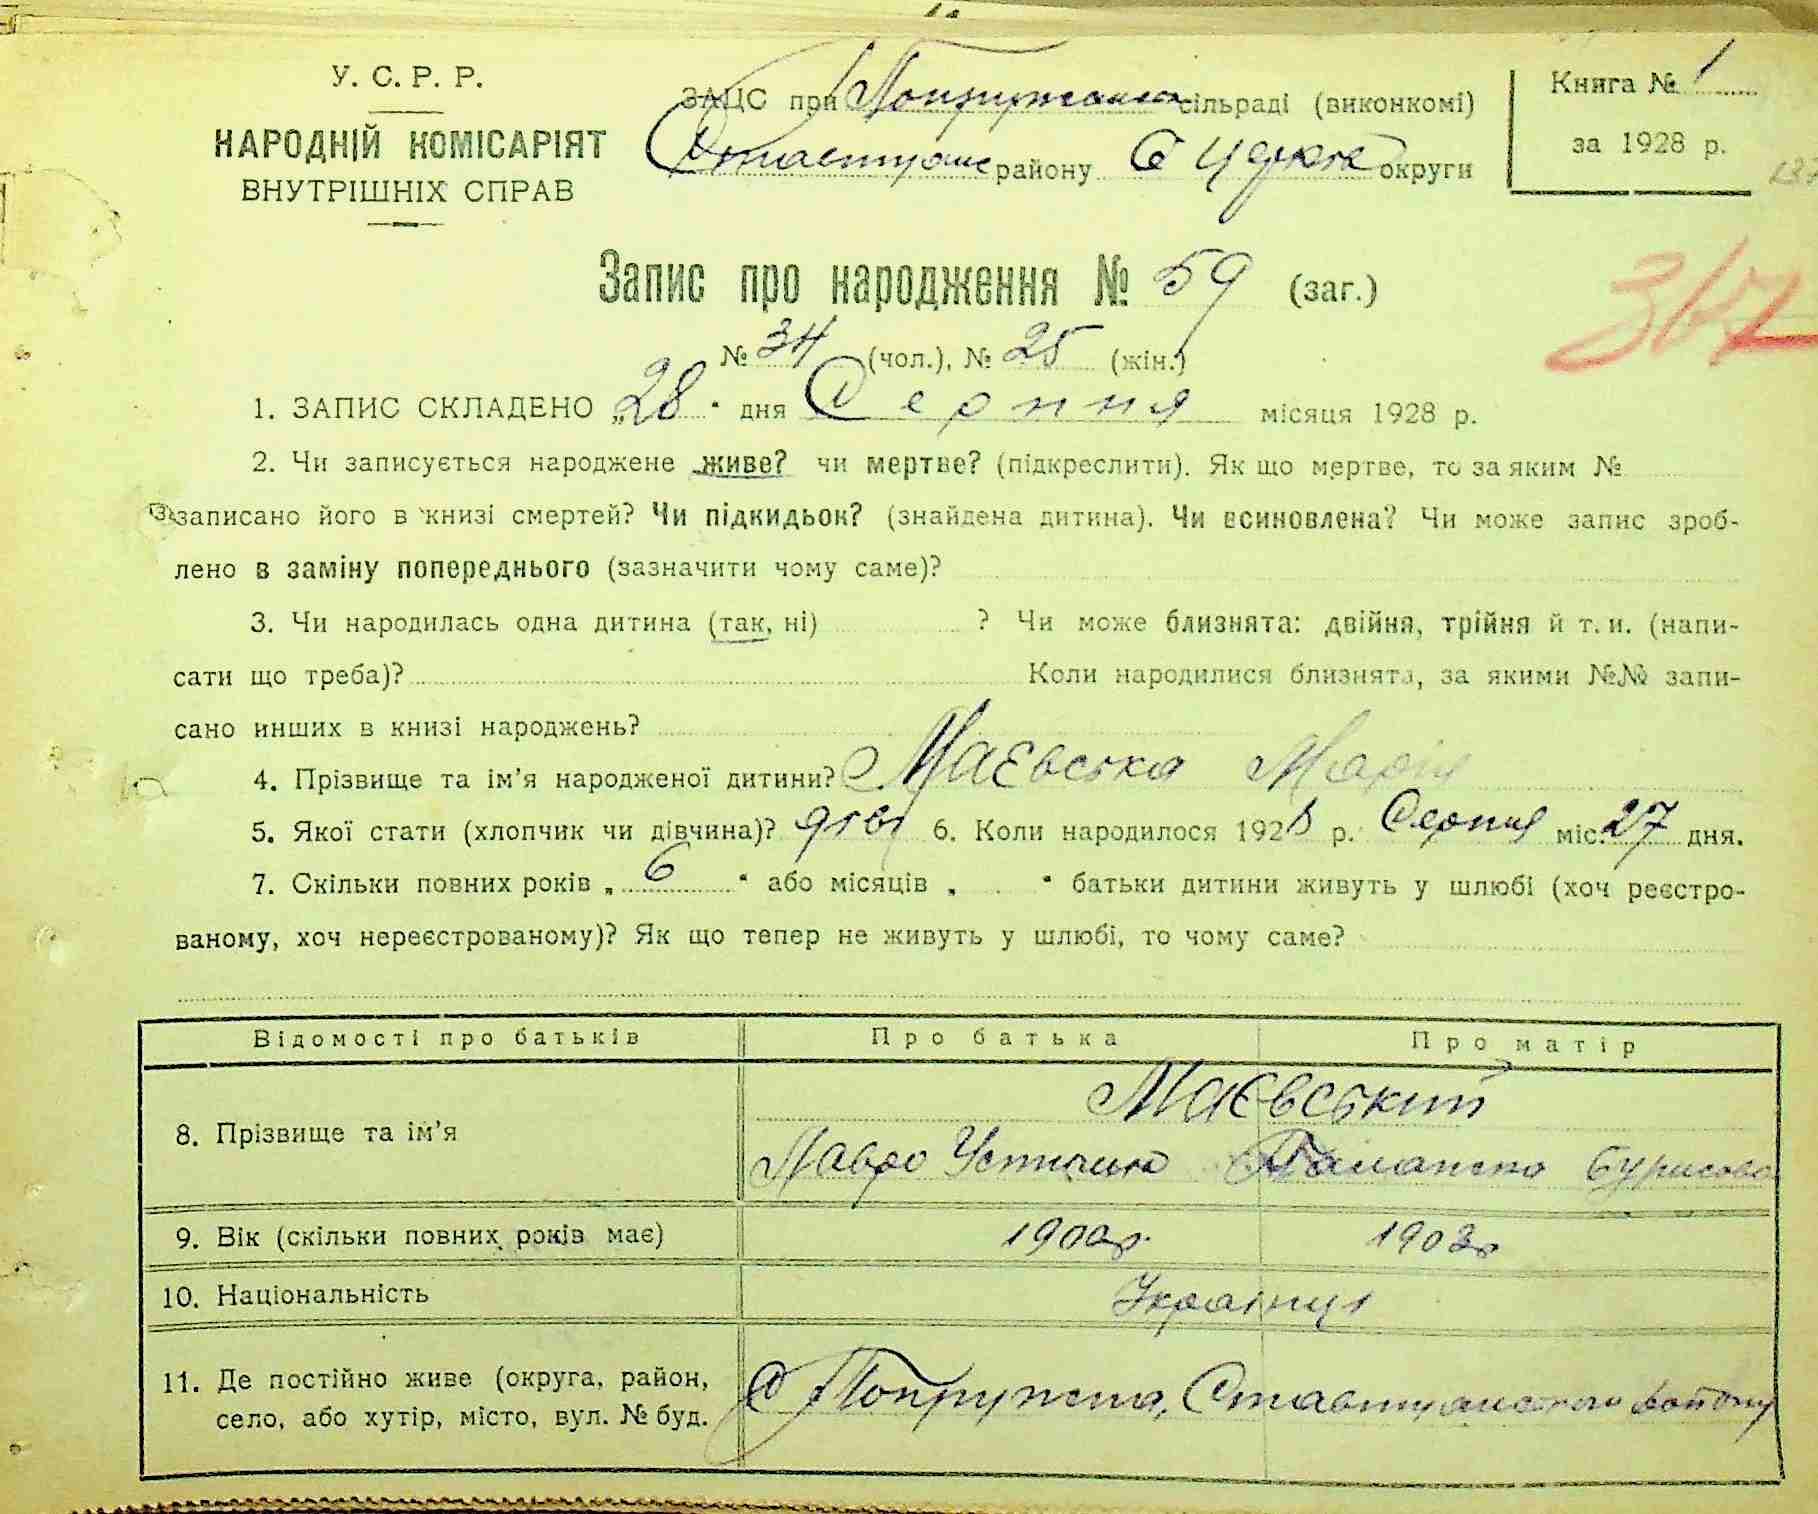 У. С. Р. Р.
НАРОДНІЙ КОМІСАРІЯТ
ВНУТРІШНІХ СПРАВ
ЗАЦС при сільраді (виконкомі)
району Б Церква округи
Книга № 1
за 1928 р.
Запис про народження № 59 (заг.)
№ 34 (чол.), № 25 (жін.)
1. ЗАПИС СКЛАДЕНО „28" дня Серпня місяця 1928 р.
2. Чи записується народжене живе? чи мертве? (підкреслити). Як що мертве, то за яким №
записано його в книзі смертей? Чи підкидьок? (знайдена дитина). Чи всиновлена? Чи може запис зроб-
лено в заміну попереднього (зазначити чому саме)?
3. Чи народилась одна дитина (так, ні) ? Чи може близнята: двійня, трійня й т. и. (напи-
сати що треба)? Коли народилися близнята, за якими №№ запи-
сано инших в книзі народжень?
4. Прізвище та ім'я народженої дитини? Маєвська Марія
5. Якої стати (хлопчик чи дівчина)? дівч 6. Коли народилося 1928 р. Серпня міс. 27 дня.
7. Скільки повних років „ 6 " або місяців „ " батьки дитини живуть у шлюбі (хоч реєстро-
ваному, хоч нереєстрованому)? Як що тепер не живуть у шлюбі, то чому саме?
Відомості про батьків Про батька Про матір
8. Прізвище та ім'я Маєвський
Лавро
9. Вік (скільки повних років має) 1900р. 1903р
10. Національність Українці
11. Де постійно живе (округа, район,
село, або хутір, місто, вул. № буд.
с Попружна,